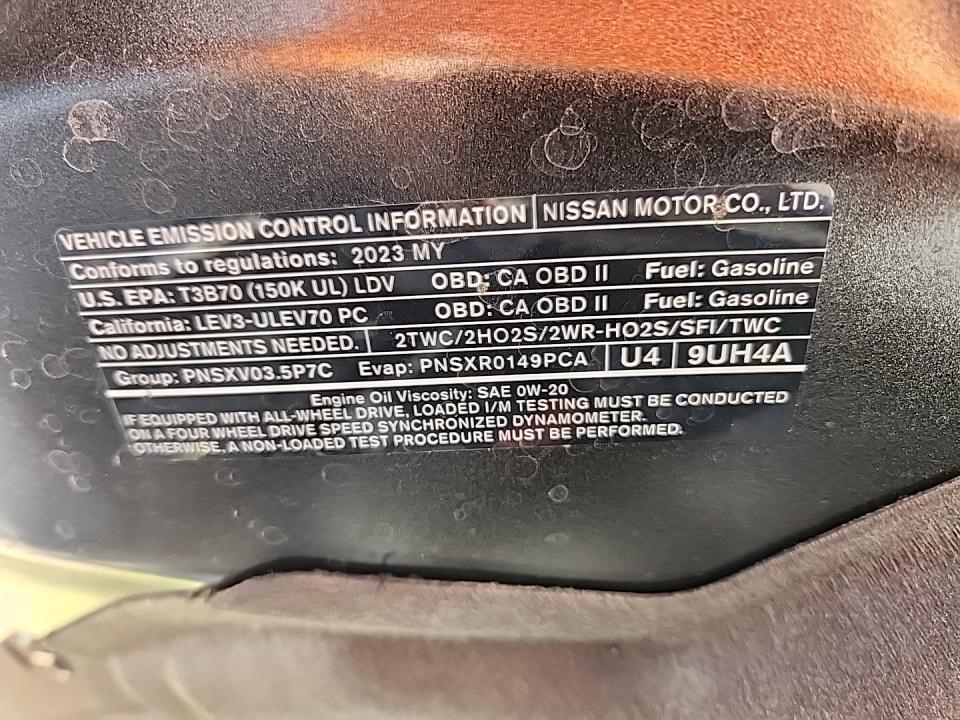 VEHICLE EMISSION CONTROL INFORMATION | NISSAN MOTOR CO., LTD.
Conforms to regulations: 2023 MY
U.S. EPA: T3B70 (150K UL) LDV OBD: CA OBD II Fuel: Gasoline
California: LEV3-ULEV70 PC OBD: CA OBD II Fuel: Gasoline
NO ADJUSTMENTS NEEDED. | 2TWC/2HO2S/2WR-HO2S/SFI/TWC
Group: PNSXV03.5P7C Evap: PNSXR0149PCA | U4 | 9UH4A
Engine Oil Viscosity: SAE 0W-20
IF EQUIPPED WITH ALL-WHEEL DRIVE, LOADED I/M TESTING MUST BE CONDUCTED
ON A FOUR WHEEL DRIVE SPEED SYNCHRONIZED DYNAMOMETER.
OTHERWISE, A NON-LOADED TEST PROCEDURE MUST BE PERFORMED.